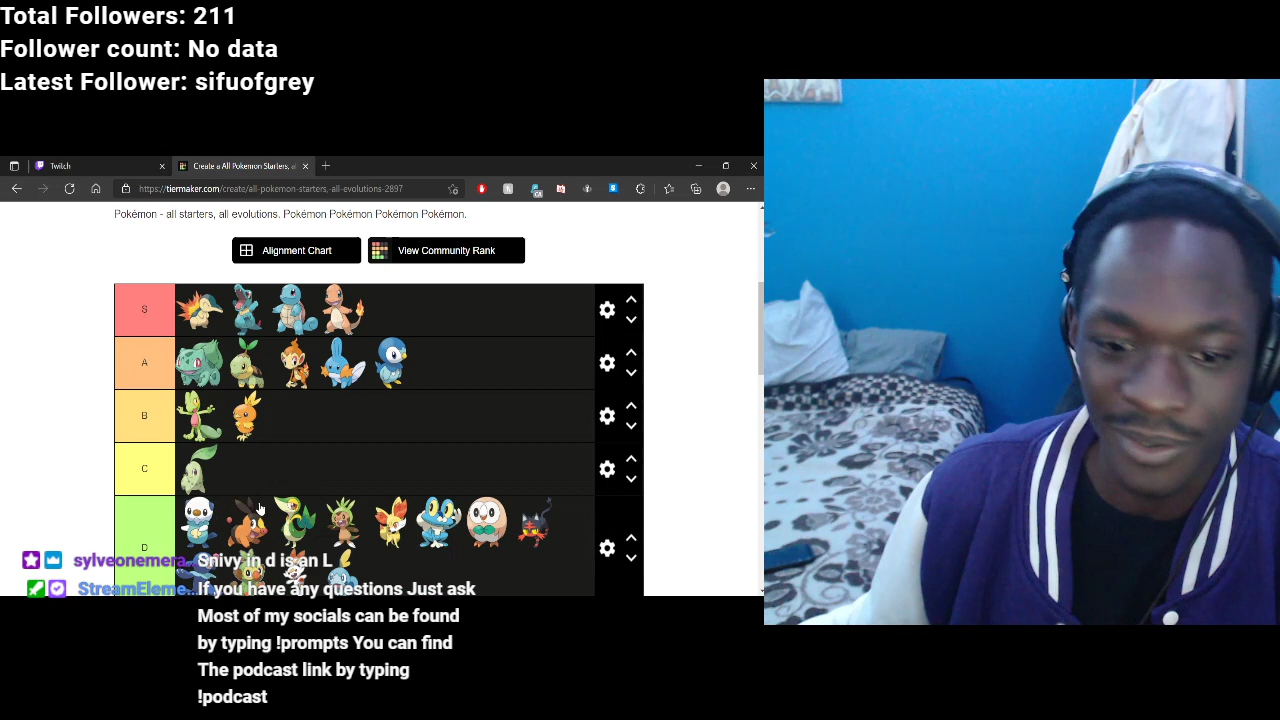 Total Followers: 211
Follower count: No data
Latest Follower: sifuofgrey
Twitch
Create a All Pokemon Starters, a
https://tiermaker.com/create/all-pokemon-starters,-all-evolutions-2897
Pokémon - all starters, all evolutions. Pokémon Pokémon Pokémon Pokémon.
Alignment Chart
View Community Rank
S
A
B
C
D
sylveonemera... Snivy in d is an L
StreamEleme... If you have any questions Just ask
Most of my socials can be found
by typing !prompts You can find
The podcast link by typing
!podcast